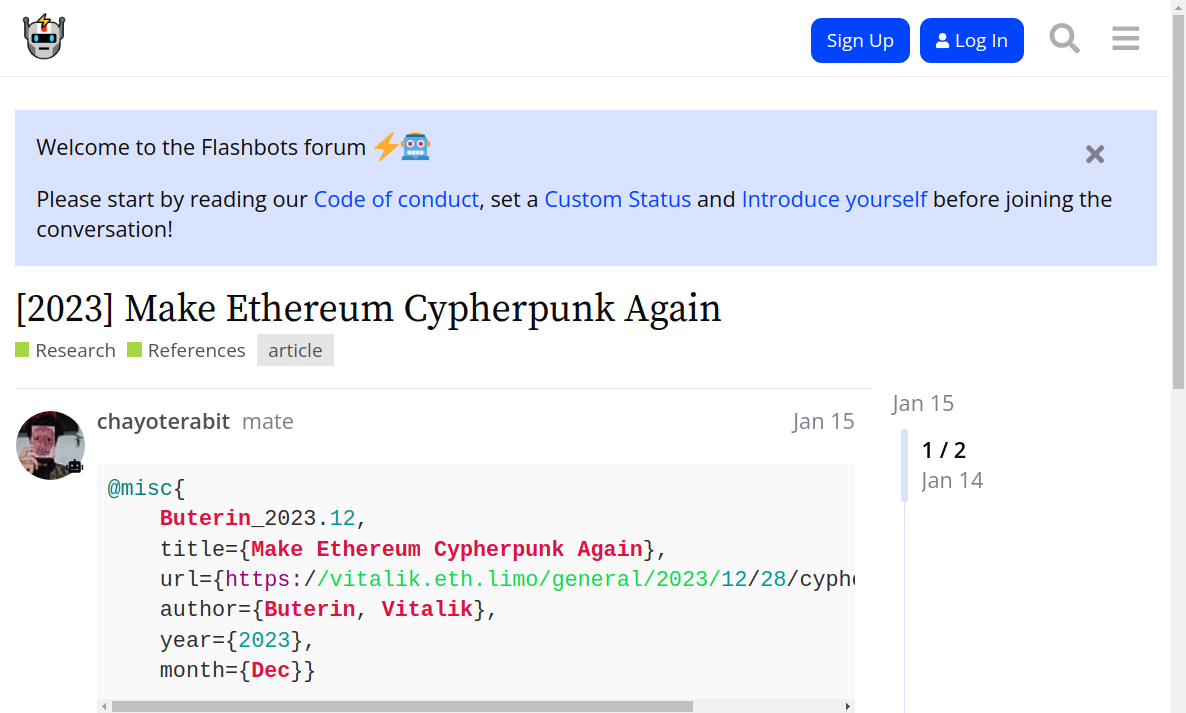 Sign Up
Log In
Welcome to the Flashbots forum
Please start by reading our Code of conduct, set a Custom Status and Introduce yourself before joining the
conversation!
[2023] Make Ethereum Cypherpunk Again
Research References article
chayoterabit mate Jan 15
Jan 15
1 / 2
Jan 14
@misc{
Buterin_2023.12,
title={Make Ethereum Cypherpunk Again},
url={https://vitalik.eth.limo/general/2023/12/28/cyphe
author={Buterin, Vitalik},
year={2023},
month={Dec}}